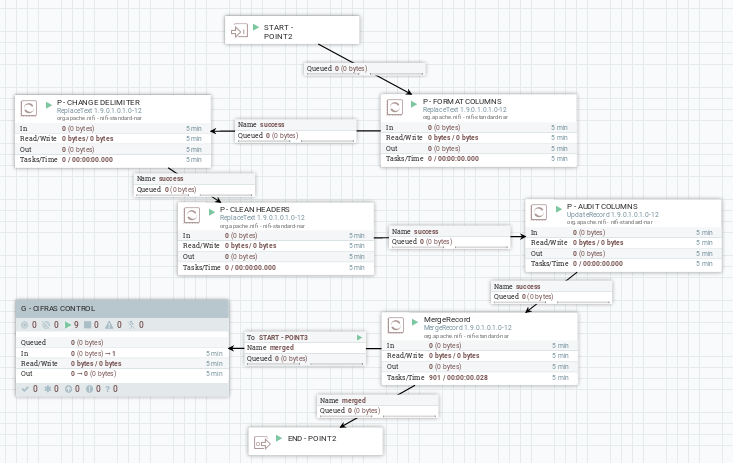 START -
POINT2
Queued 0 (0 bytes)
P - CHANGE DELIMITER
ReplaceText 1.9.0.1.0.1.0-12
org.apache.nifi - nifi-standard-nar
In 0 (0 bytes) 5 min
Read/Write 0 bytes / 0 bytes 5 min
Out 0 (0 bytes) 5 min
Tasks/Time 0 / 00:00:00.000 5 min
Name success
Queued 0 (0 bytes)
P - FORMAT COLUMNS
ReplaceText 1.9.0.1.0.1.0-12
org.apache.nifi - nifi-standard-nar
In 0 (0 bytes) 5 min
Read/Write 0 bytes / 0 bytes 5 min
Out 0 (0 bytes) 5 min
Tasks/Time 0 / 00:00:00.000 5 min
Name success
Queued 0 (0 bytes)
P - CLEAN HEADERS
ReplaceText 1.9.0.1.0.1.0-12
org.apache.nifi - nifi-standard-nar
In 0 (0 bytes) 5 min
Read/Write 0 bytes / 0 bytes 5 min
Out 0 (0 bytes) 5 min
Tasks/Time 0 / 00:00:00.000 5 min
Name success
Queued 0 (0 bytes)
P - AUDIT COLUMNS
UpdateRecord 1.9.0.1.0.1.0-12
org.apache.nifi - nifi-standard-nar
In 0 (0 bytes) 5 min
Read/Write 0 bytes / 0 bytes 5 min
Out 0 (0 bytes) 5 min
Tasks/Time 0 / 00:00:00.000 5 min
Name success
Queued 0 (0 bytes)
G - CIFRAS CONTROL
0 0 9 0 0 0
Queued 0 (0 bytes)
In 0 (0 bytes) → 1 5 min
Read/Write 0 bytes / 0 bytes 5 min
Out 0 → 0 (0 bytes) 5 min
0 0 0 0 ? 0
To START - POINT3
Name merged
Queued 0 (0 bytes)
MergeRecord
MergeRecord 1.9.0.1.0.1.0-12
org.apache.nifi - nifi-standard-nar
In 0 (0 bytes) 5 min
Read/Write 0 bytes / 0 bytes 5 min
Out 0 (0 bytes) 5 min
Tasks/Time 901 / 00:00:00.028 5 min
Name merged
Queued 0 (0 bytes)
END - POINT2